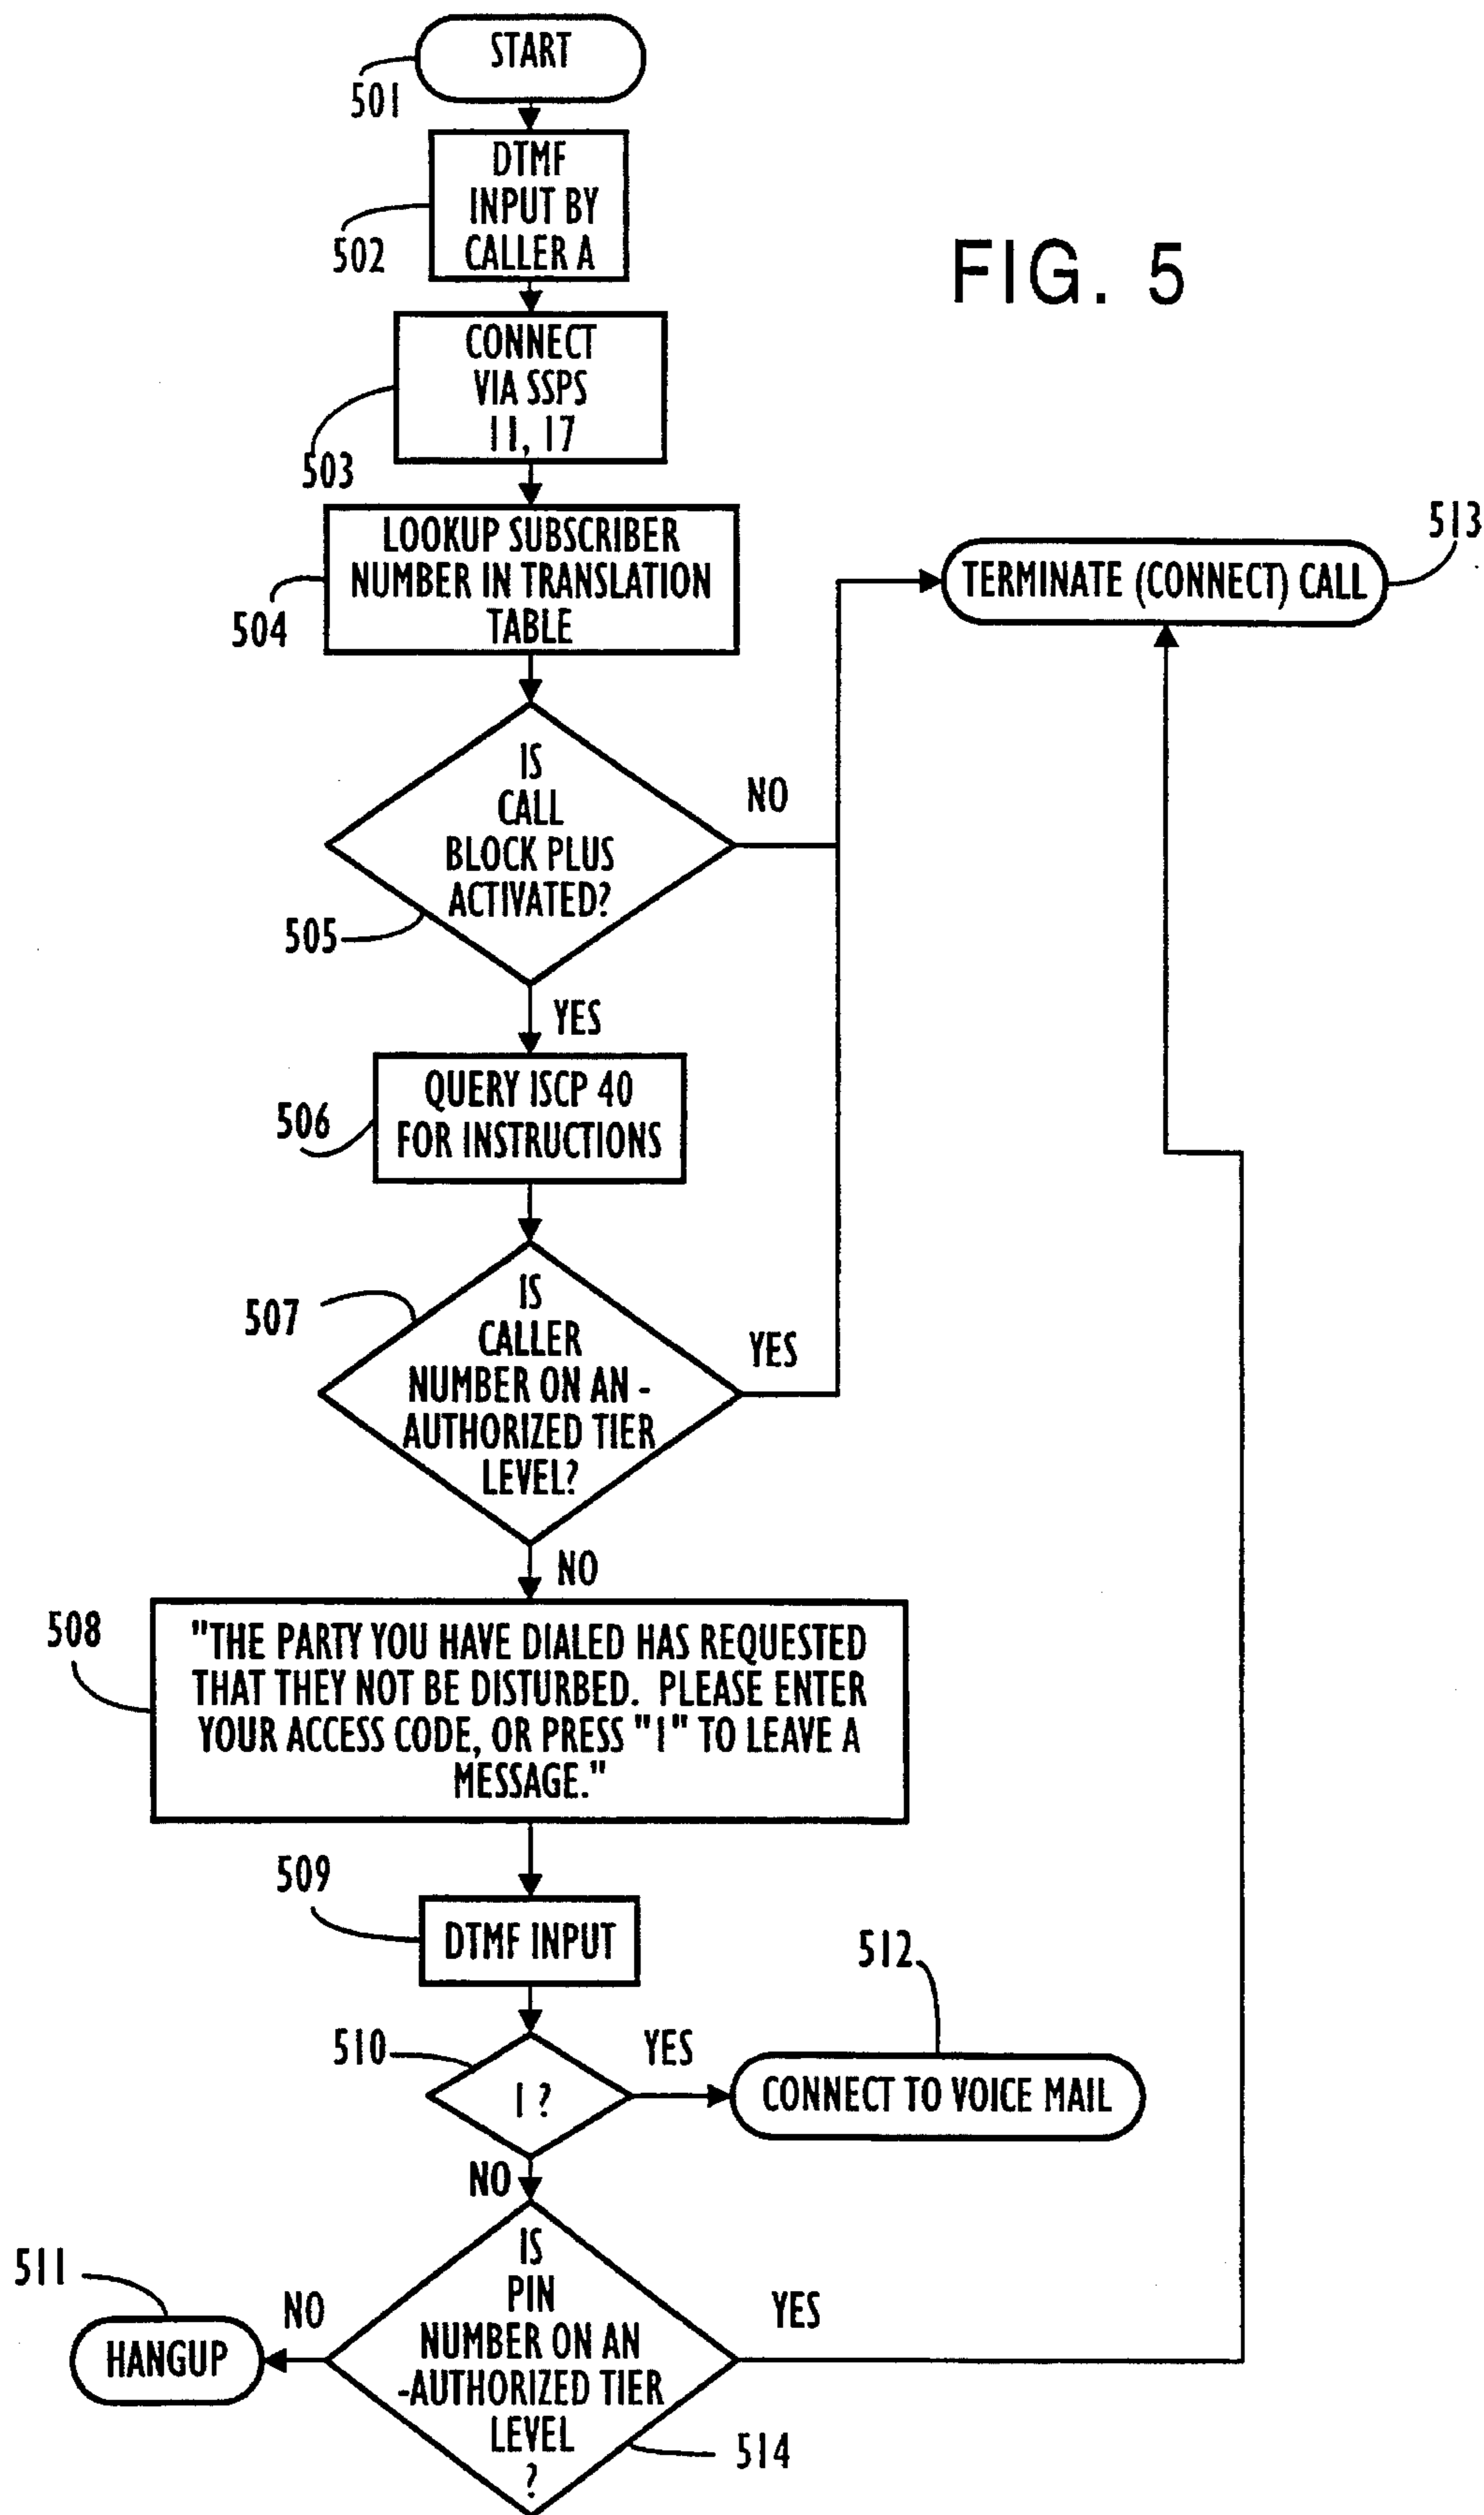 START
501
DTMF
INPUT BY
CALLER A
502
FIG. 5
CONNECT
VIA SSPS
11, 17
503
LOOKUP SUBSCRIBER
NUMBER IN TRANSLATION
TABLE
504
513
TERMINATE (CONNECT) CALL
IS
CALL
BLOCK PLUS
ACTIVATED?
NO
505
YES
QUERY ISCP 40
FOR INSTRUCTIONS
506
IS
CALLER
NUMBER ON AN -
AUTHORIZED TIER
LEVEL?
507
YES
NO
508
"THE PARTY YOU HAVE DIALED HAS REQUESTED
THAT THEY NOT BE DISTURBED. PLEASE ENTER
YOUR ACCESS CODE, OR PRESS "1" TO LEAVE A
MESSAGE."
509
DTMF INPUT
512
510
1 ?
YES
CONNECT TO VOICE MAIL
NO
IS
PIN
NUMBER ON AN
-AUTHORIZED TIER
LEVEL
?
511
NO
HANGUP
YES
514